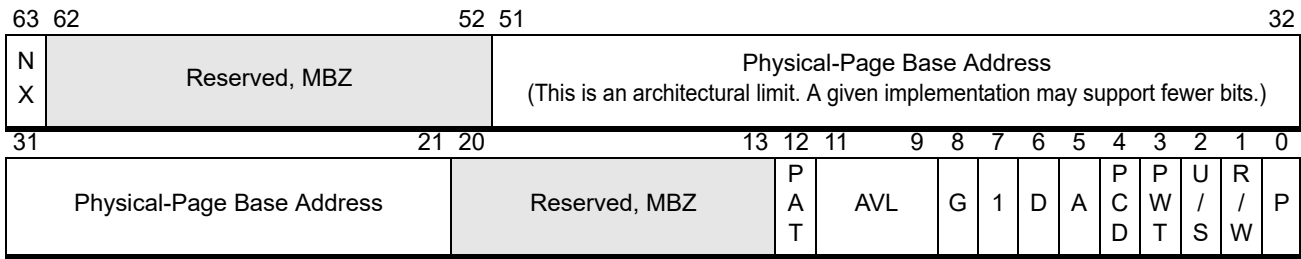 63 62 52 51 32
N
X
Reserved, MBZ
Physical-Page Base Address
(This is an architectural limit. A given implementation may support fewer bits.)
31 21 20 13 12 11 9 8 7 6 5 4 3 2 1 0
Physical-Page Base Address
Reserved, MBZ
P
A
T
AVL
G
1
D
A
P
C
D
P
W
T
U
/
S
R
/
W
P